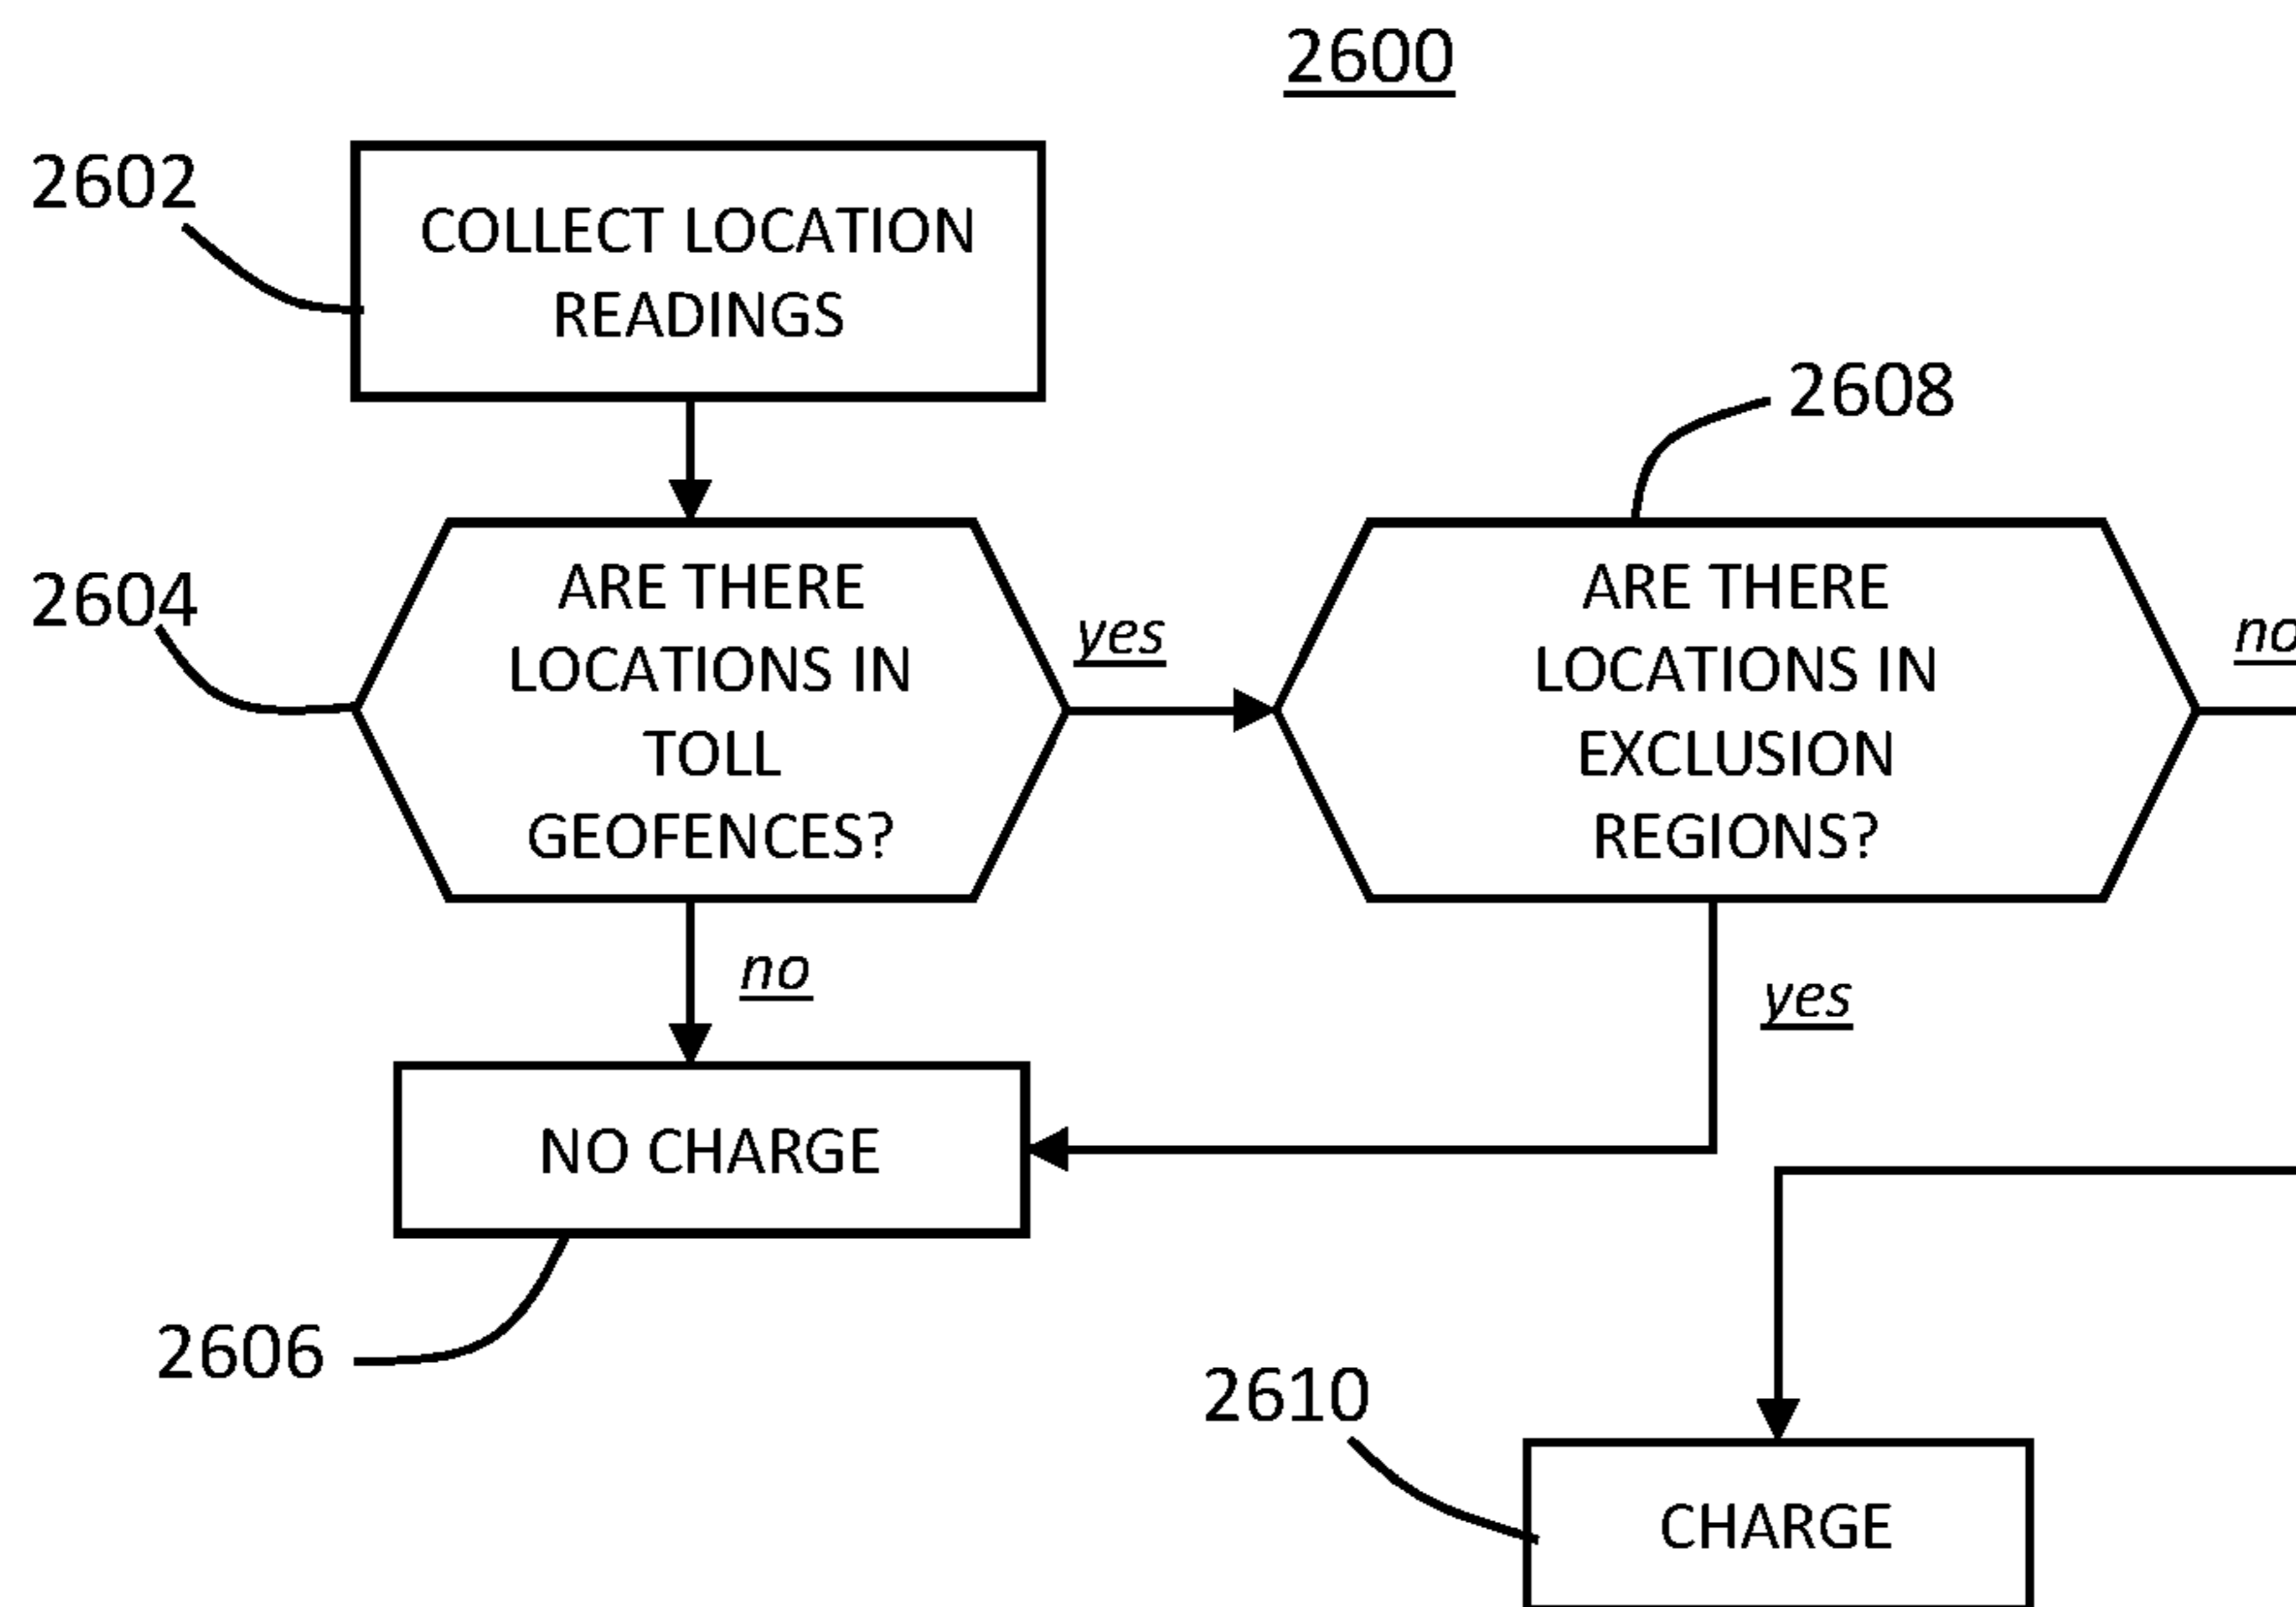 2600
2602
COLLECT LOCATION
READINGS
2608
2604
ARE THERE
LOCATIONS IN
TOLL
GEOFENCES?
yes
ARE THERE
LOCATIONS IN
EXCLUSION
REGIONS?
no
no
yes
NO CHARGE
2606
2610
CHARGE